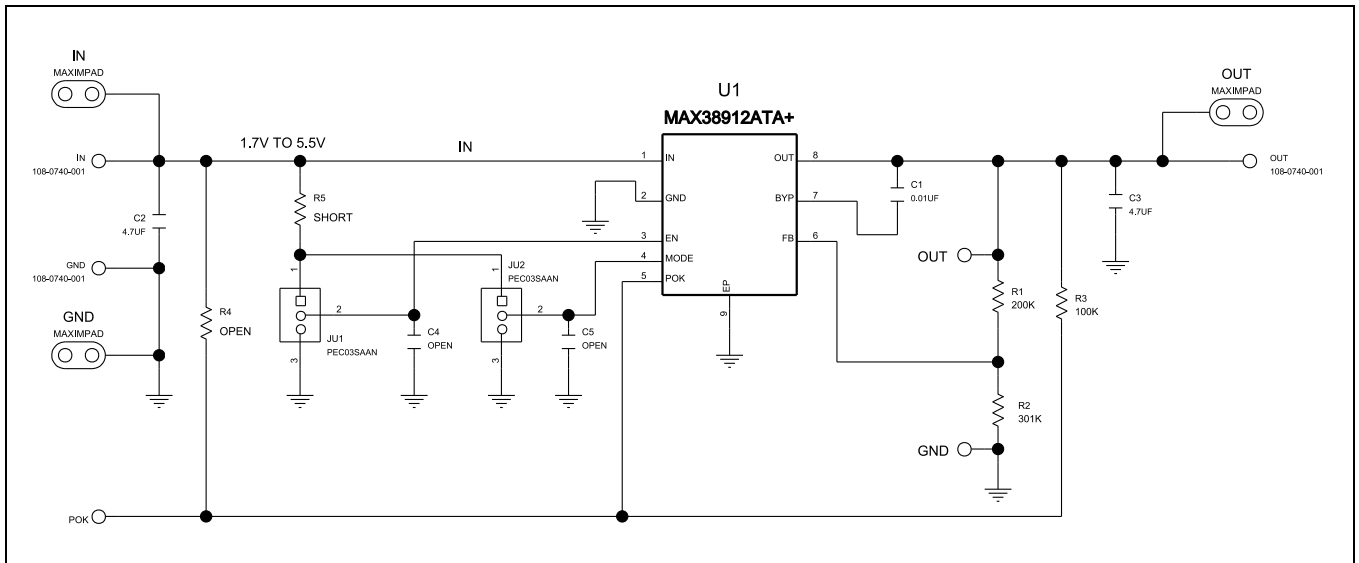 IN
MAXIMPAD
IN
108-0740-001
C2
4.7UF
GND
108-0740-001
GND
MAXIMPAD
POK
R4
OPEN
1.7V TO 5.5V
IN
R5
SHORT
1
2
3
JU1
PEC03SAAN
C4
OPEN
JU2
PEC03SAAN
1
2
3
C5
OPEN
U1
MAX38912ATA+
1 IN
2 GND
3 EN
4 MODE
5 POK
OUT 8
BYP 7
FB 6
EP
9
C1
0.01UF
OUT
R1
200K
R2
301K
GND
R3
100K
C3
4.7UF
OUT
MAXIMPAD
OUT
108-0740-001